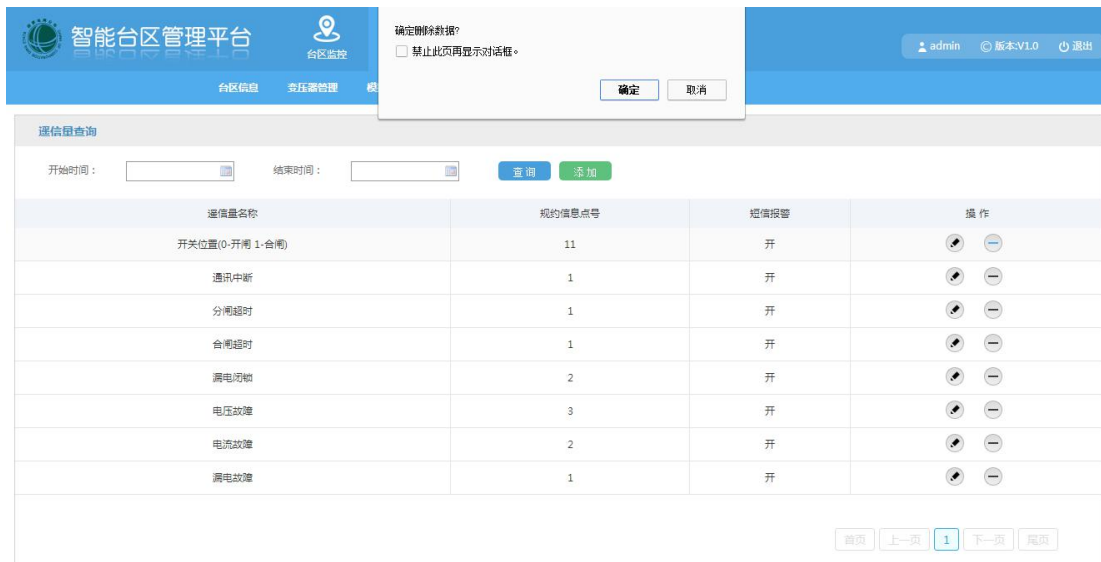 智能台区管理平台
台区监控
确定删除数据?
禁止此页再显示对话框。
确定 取消
admin 版本:V1.0 退出
台区信息 变压器管理 模
遥信量查询
开始时间： 结束时间： 查询 添加
遥信量名称 规约信息点号 短信报警 操作
开关位置(0-开闸 1-合闸) 11 开
通讯中断 1 开
分闸超时 1 开
合闸超时 1 开
漏电闭锁 2 开
电压故障 3 开
电流故障 2 开
漏电故障 1 开
首页 上一页 1 下一页 尾页